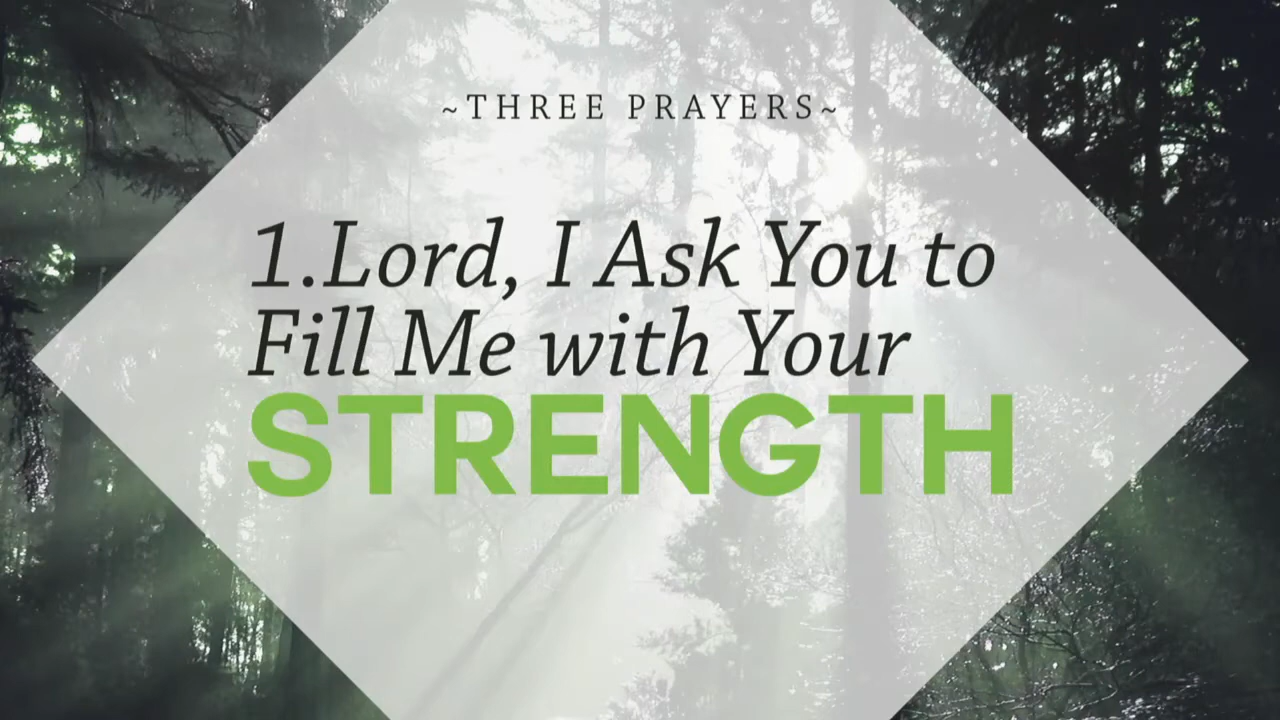 ~THREE PRAYERS~
1.Lord, I Ask You to
Fill Me with Your
STRENGTH